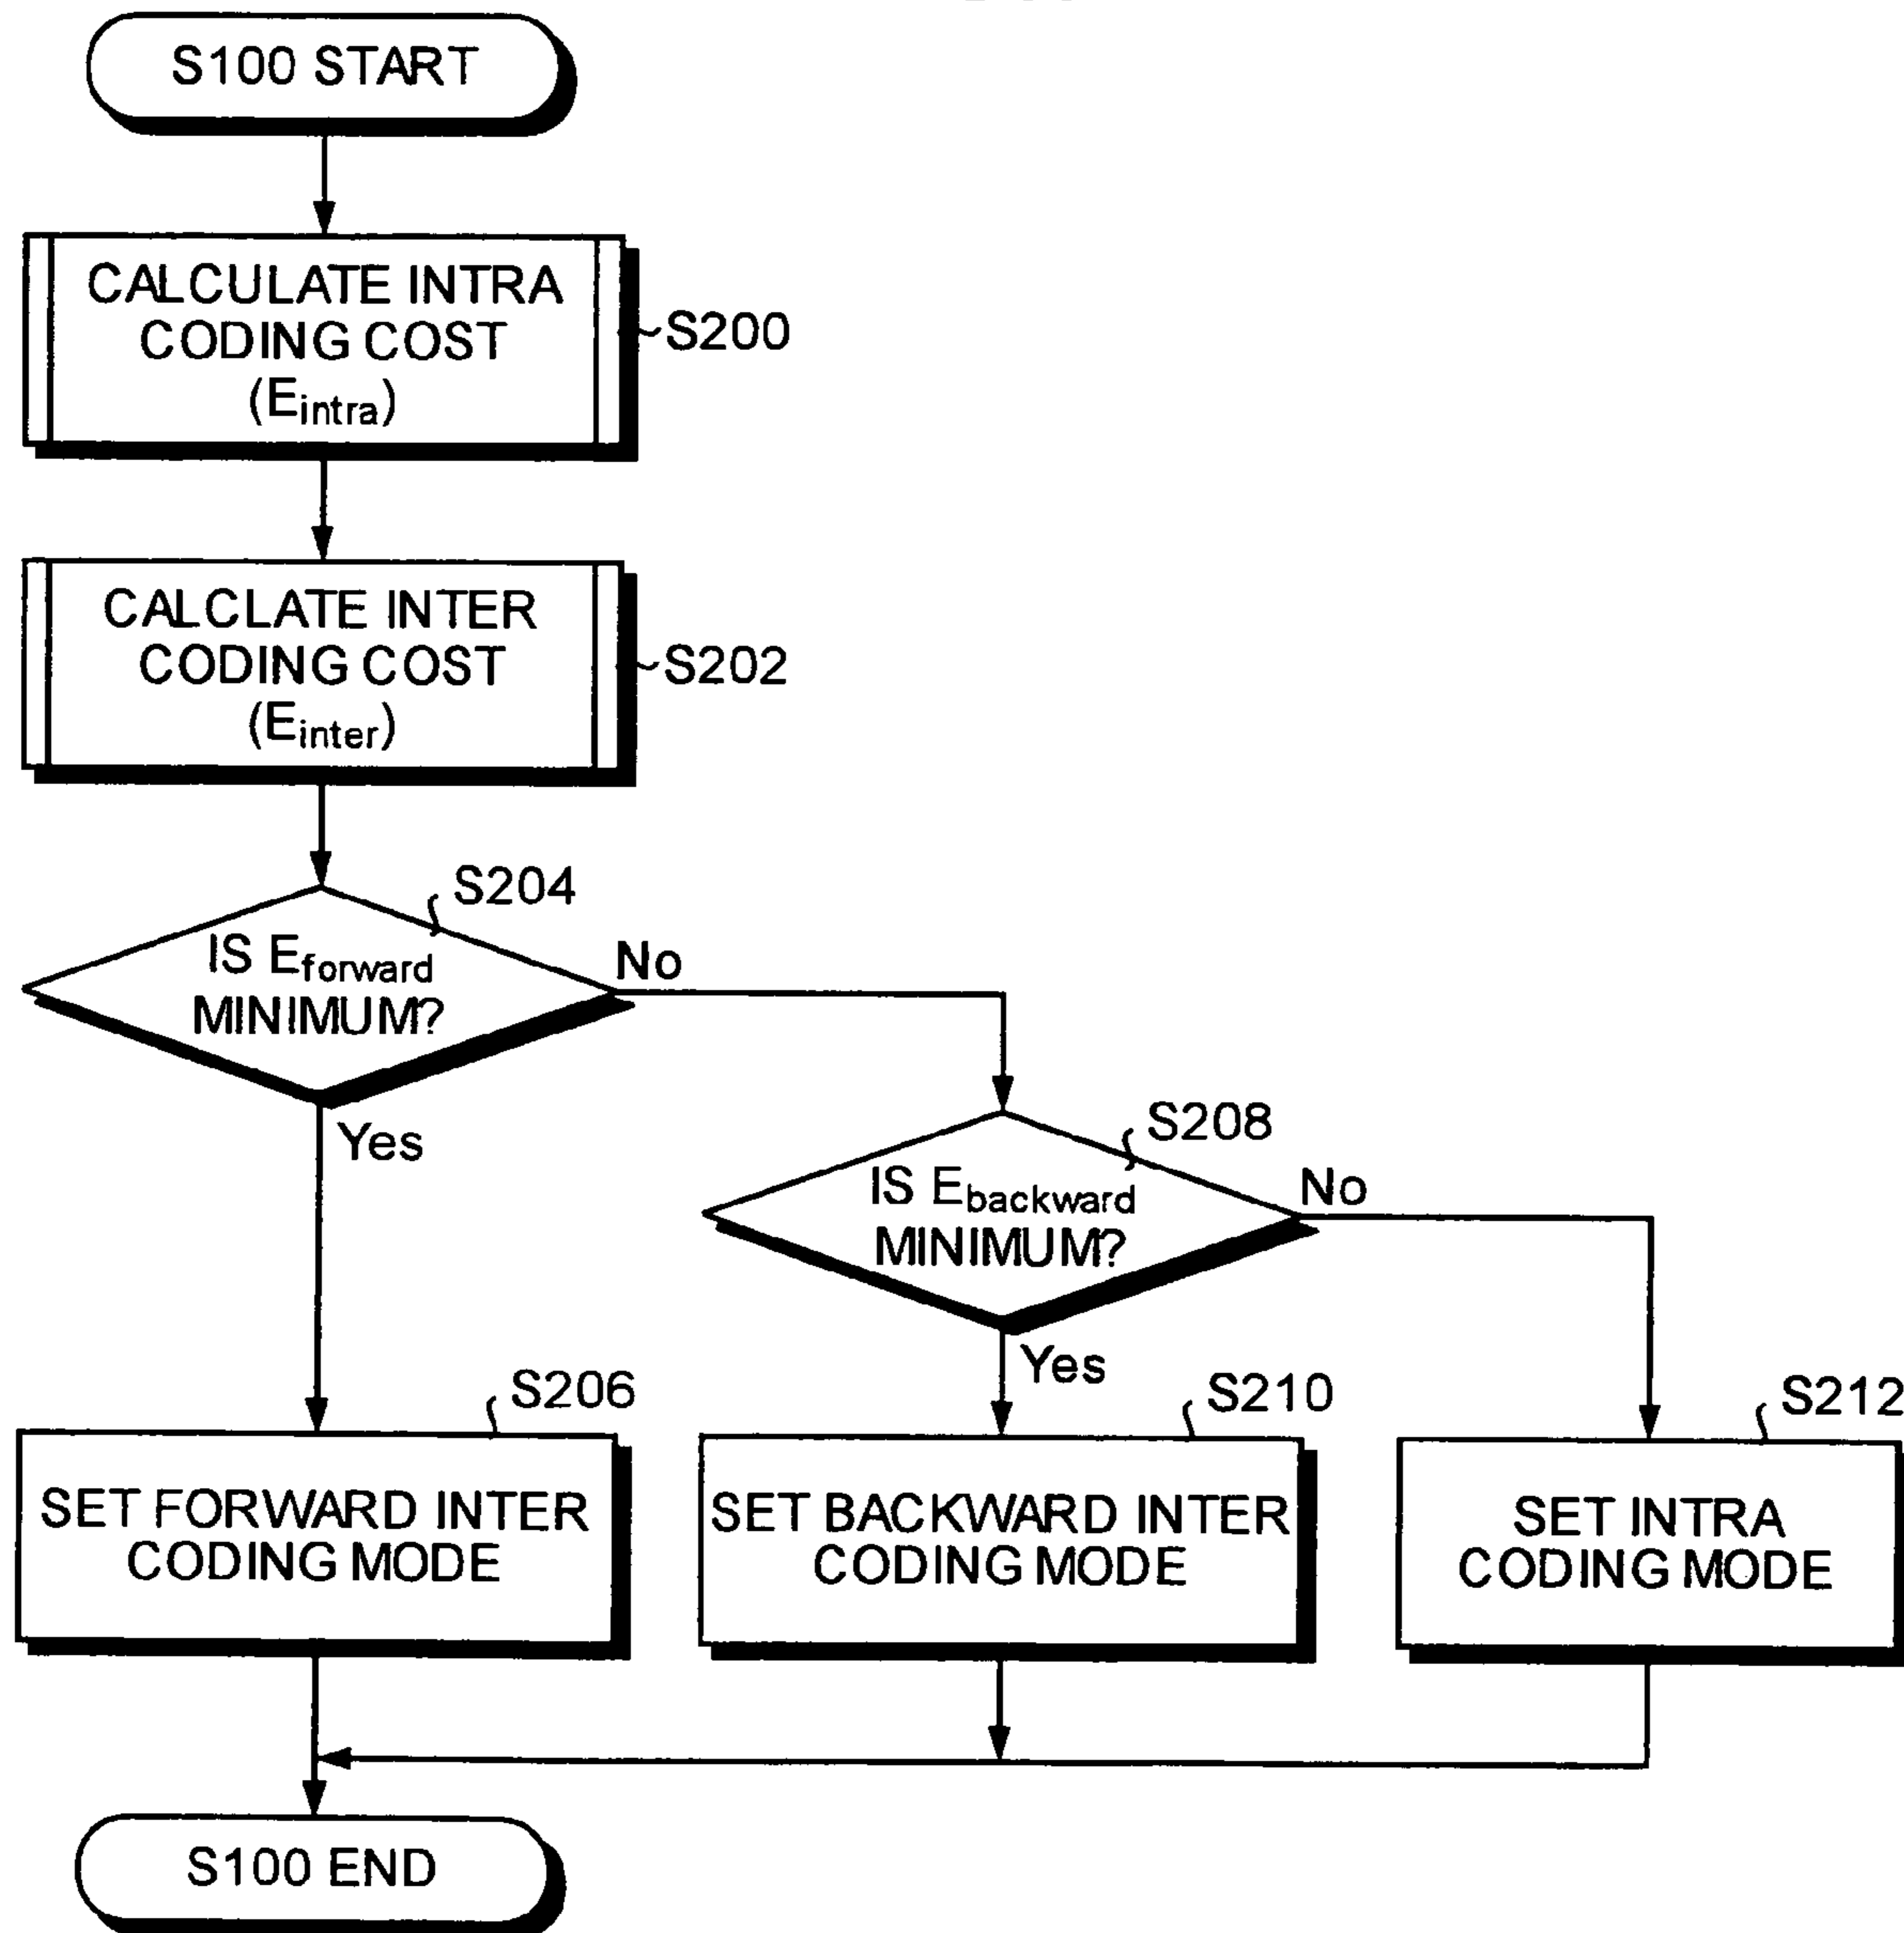 S100 START
CALCULATE INTRA
CODING COST
(Eintra)
S200
CALCLATE INTER
CODING COST
(Einter)
S202
S204
IS Eforward
MINIMUM?
No
Yes
S208
IS Ebackward
MINIMUM?
No
Yes
S206
SET FORWARD INTER
CODING MODE
S210
SET BACKWARD INTER
CODING MODE
S212
SET INTRA
CODING MODE
S100 END